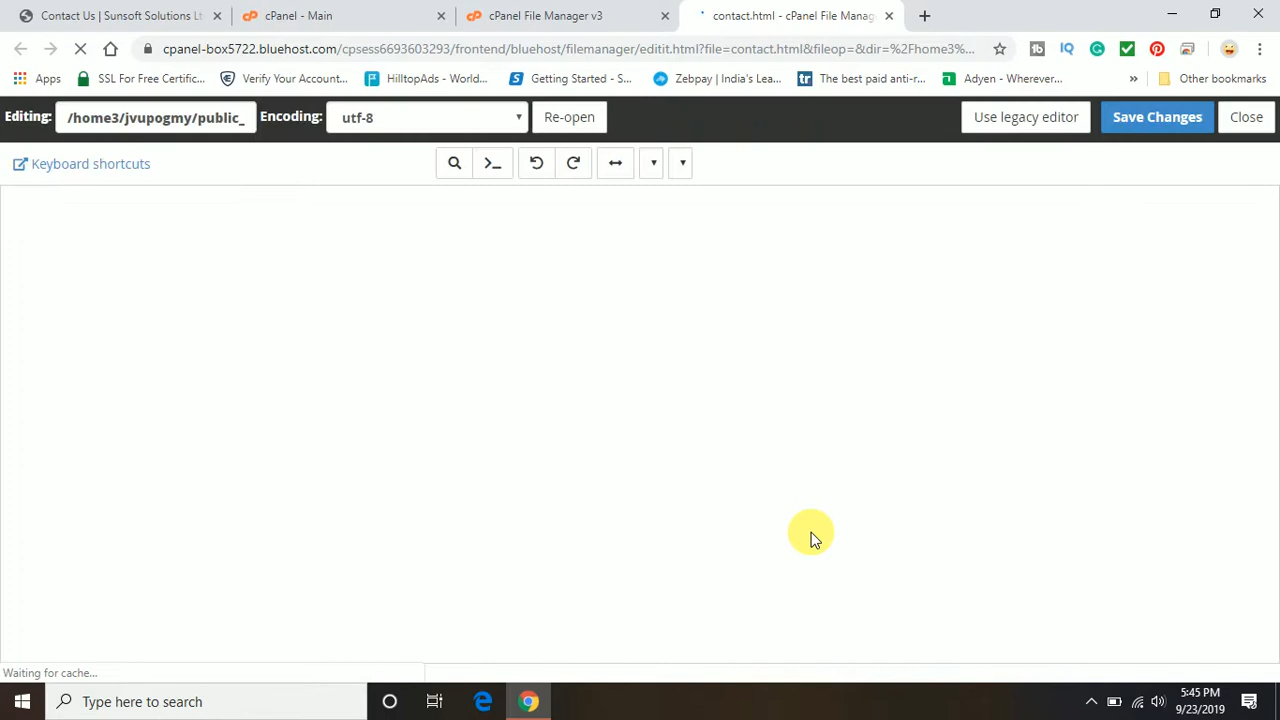 Contact Us | Sunsoft Solutions Lt
cPanel - Main
cPanel File Manager v3
contact.html - cPanel File Manag
cpanel-box5722.bluehost.com/cpsess6693603293/frontend/bluehost/filemanager/editit.html?file=contact.html&fileop=&dir=%2Fhome3%...
Apps
SSL For Free Certific...
Verify Your Account...
HilltopAds - World...
Getting Started - S...
Zebpay | India's Lea...
The best paid anti-r...
Adyen - Wherever...
»
Other bookmarks
Editing:
/home3/jvupogmy/public_
Encoding:
utf-8
Re-open
Use legacy editor
Save Changes
Close
Keyboard shortcuts
Waiting for cache...
Type here to search
5:45 PM
9/23/2019